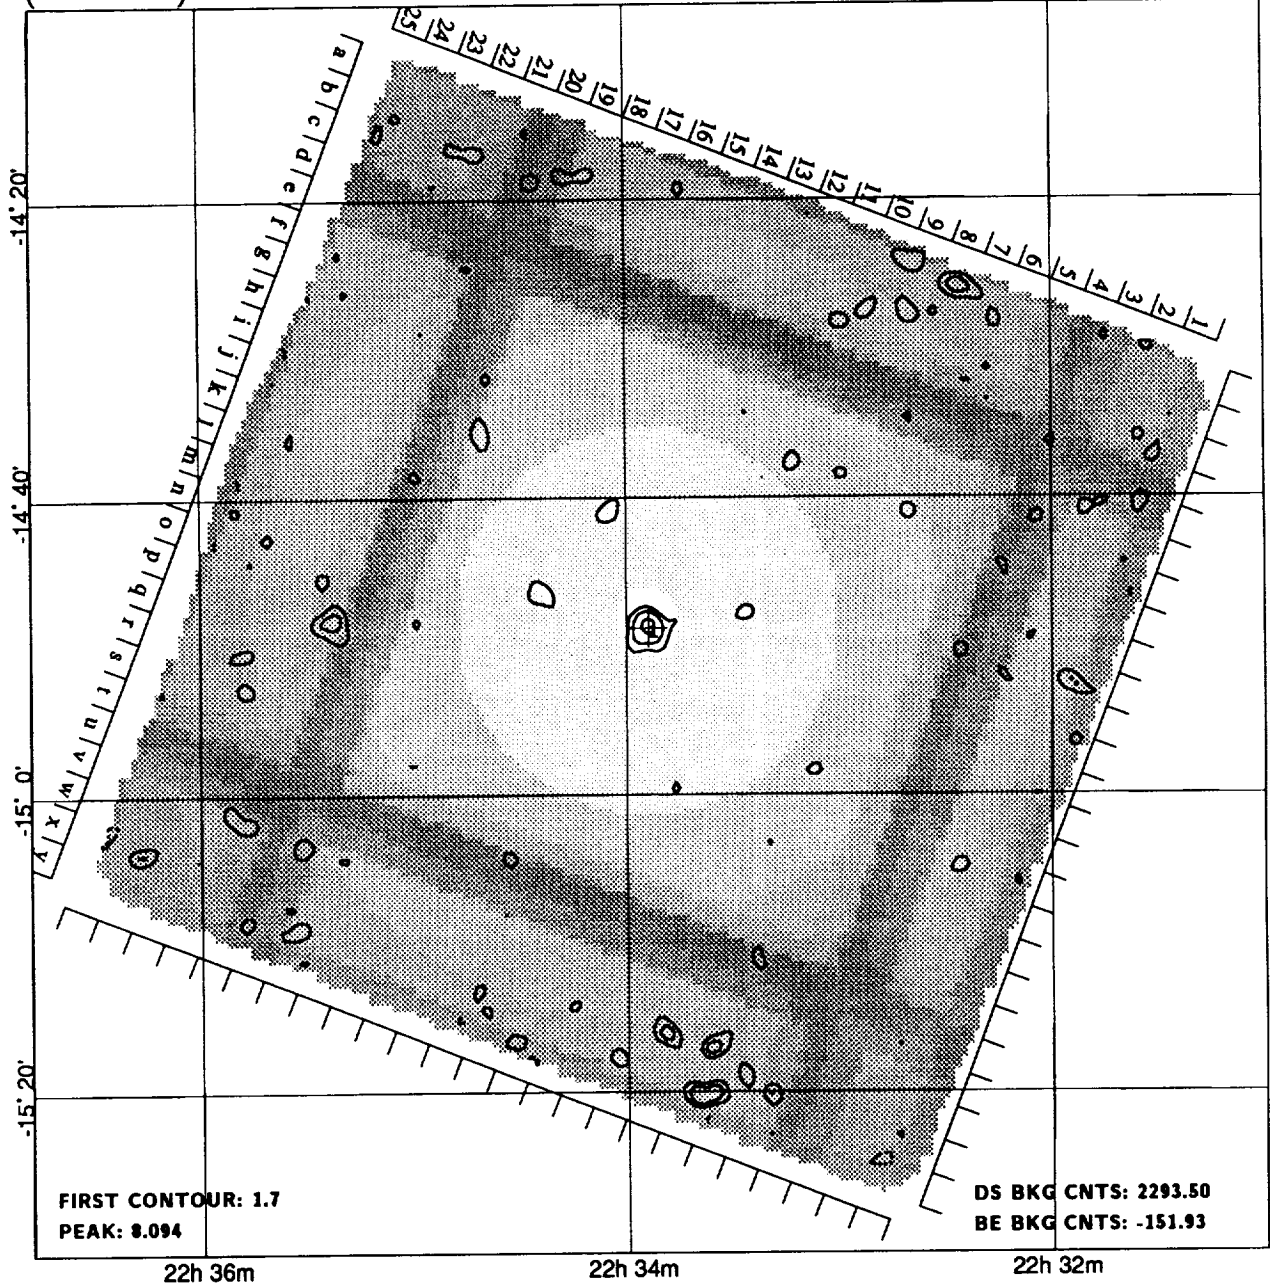 25 24 23 22 21 20 19 18 17 16 15 14 13 12 11 10 9 8 7 6 5 4 3 2 1
a b c d e f g h i j k l m n o p q r s t u v w x y
-14° 20'
-14° 40'
-15° 0'
-15° 20'
FIRST CONTOUR: 1.7
PEAK: 8.094
DS BKG CNTS: 2293.50
BE BKG CNTS: -151.93
22h 36m
22h 34m
22h 32m